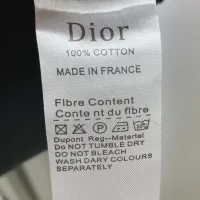 Dior
100% COTTON
MADE IN FRANCE
Fibre Content
Conte nt du fibre
Dupont Reg--Material
DO NOT TUMBLE DRY
DO NOT BLEACH
WASH DARY COLOURS
SEPARATELY